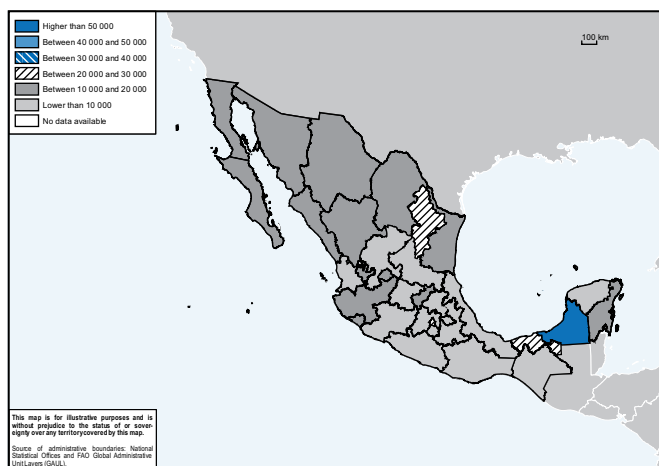 Higher than 50 000
Between 40 000 and 50 000
Between 30 000 and 40 000
Between 20 000 and 30 000
Between 10 000 and 20 000
Lower than 10 000
No data available
100 km
This map is for illustrative purposes and is
without prejudice to the status of or sover-
eignty over any territorycovered by this map.
Source of administrative boundaries: National
Statistical Offices and FAO Global Administrative
Unit Layers (GAUL).